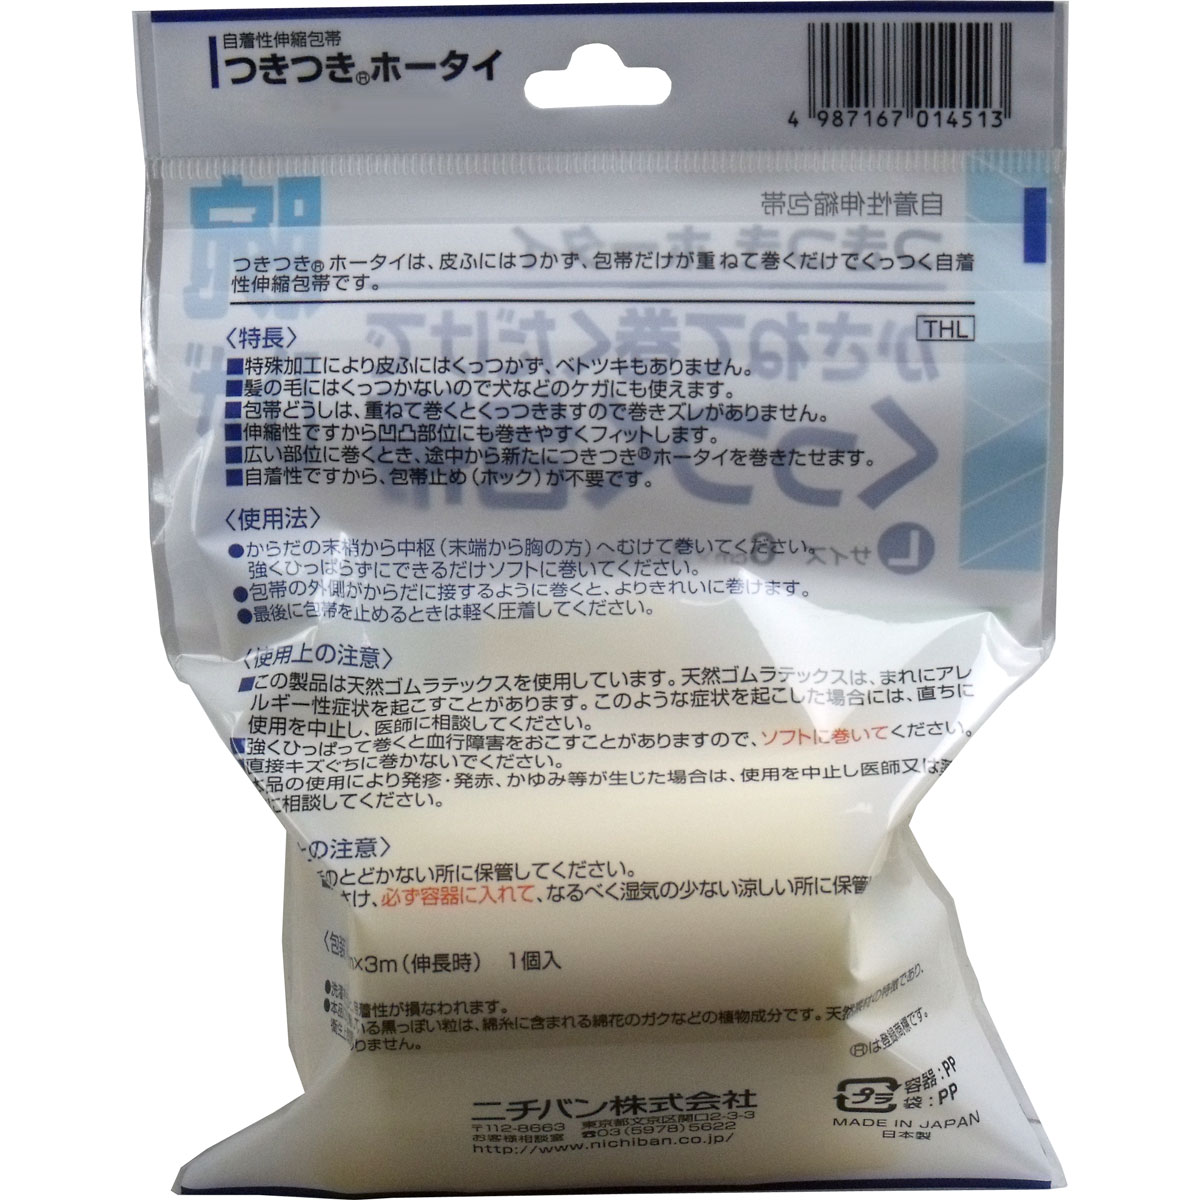 自着性伸縮包帯
つきつき®ホータイ
4 987167 014513
つきつき®ホータイは、皮ふにはつかず、包帯だけが重ねて巻くだけでくっつく自着
性伸縮包帯です。
THL
〈特長〉
■特殊加工により皮ふにはくっつかず、ベトツキもありません。
■髪の毛にはくっつかないので犬などのケガにも使えます。
■包帯どうしは、重ねて巻くとくっつきますので巻きズレがありません。
■伸縮性ですから凹凸部位にも巻きやすくフィットします。
■広い部位に巻くとき、途中から新たにつきつき®ホータイを巻きたせます。
■自着性ですから、包帯止め(ホック)が不要です。
〈使用法〉
●からだの末梢から中枢(末端から胸の方)へむけて巻いてください。
強くひっぱらずにできるだけソフトに巻いてください。
●包帯の外側がからだに接するように巻くと、よりきれいに巻けます。
●最後に包帯を止めるときは軽く圧着してください。
〈使用上の注意〉
■この製品は天然ゴムラテックスを使用しています。天然ゴムラテックスは、まれにアレ
ルギー性症状を起こすことがあります。このような症状を起こした場合には、直ちに
使用を中止し、医師に相談してください。
■強くひっぱって巻くと血行障害をおこすことがありますので、ソフトに巻いてください。
■直接キズぐちに巻かないでください。
品の使用により発疹・発赤、かゆみ等が生じた場合は、使用を中止し医師又は
に相談してください。
の注意〉
のとどかない所に保管してください。
さけ、必ず容器に入れて、なるべく湿気の少ない涼しい所に保管
〈包装
×3m(伸長時) 1個入
●洗濯
着性が損なわれます。
●本品
いる黒っぽい粒は、綿糸に含まれる綿花のガクなどの植物成分です。天然素材の特徴であり、
衛生上
ありません。
®は登録商標です。
ニチバン株式会社
〒112-8663 東京都文京区関口2-3-3
お客様相談室 ☎03(5978)5622
http://www.nichiban.co.jp/
プラ
容器:PP
袋:PP
MADE IN JAPAN
日本製